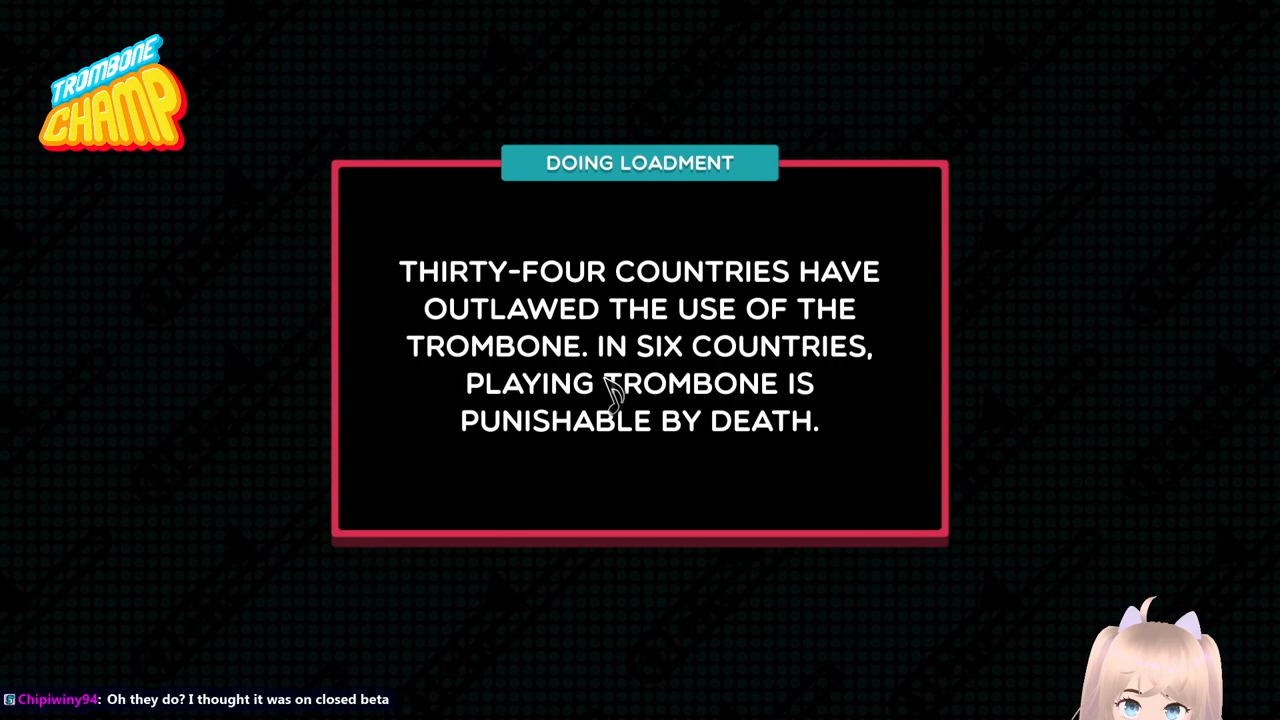 TROMBONE
CHAMP
DOING LOADMENT
THIRTY-FOUR COUNTRIES HAVE
OUTLAWED THE USE OF THE
TROMBONE. IN SIX COUNTRIES,
PLAYING TROMBONE IS
PUNISHABLE BY DEATH.
Chipiwiny94: Oh they do? I thought it was on closed beta